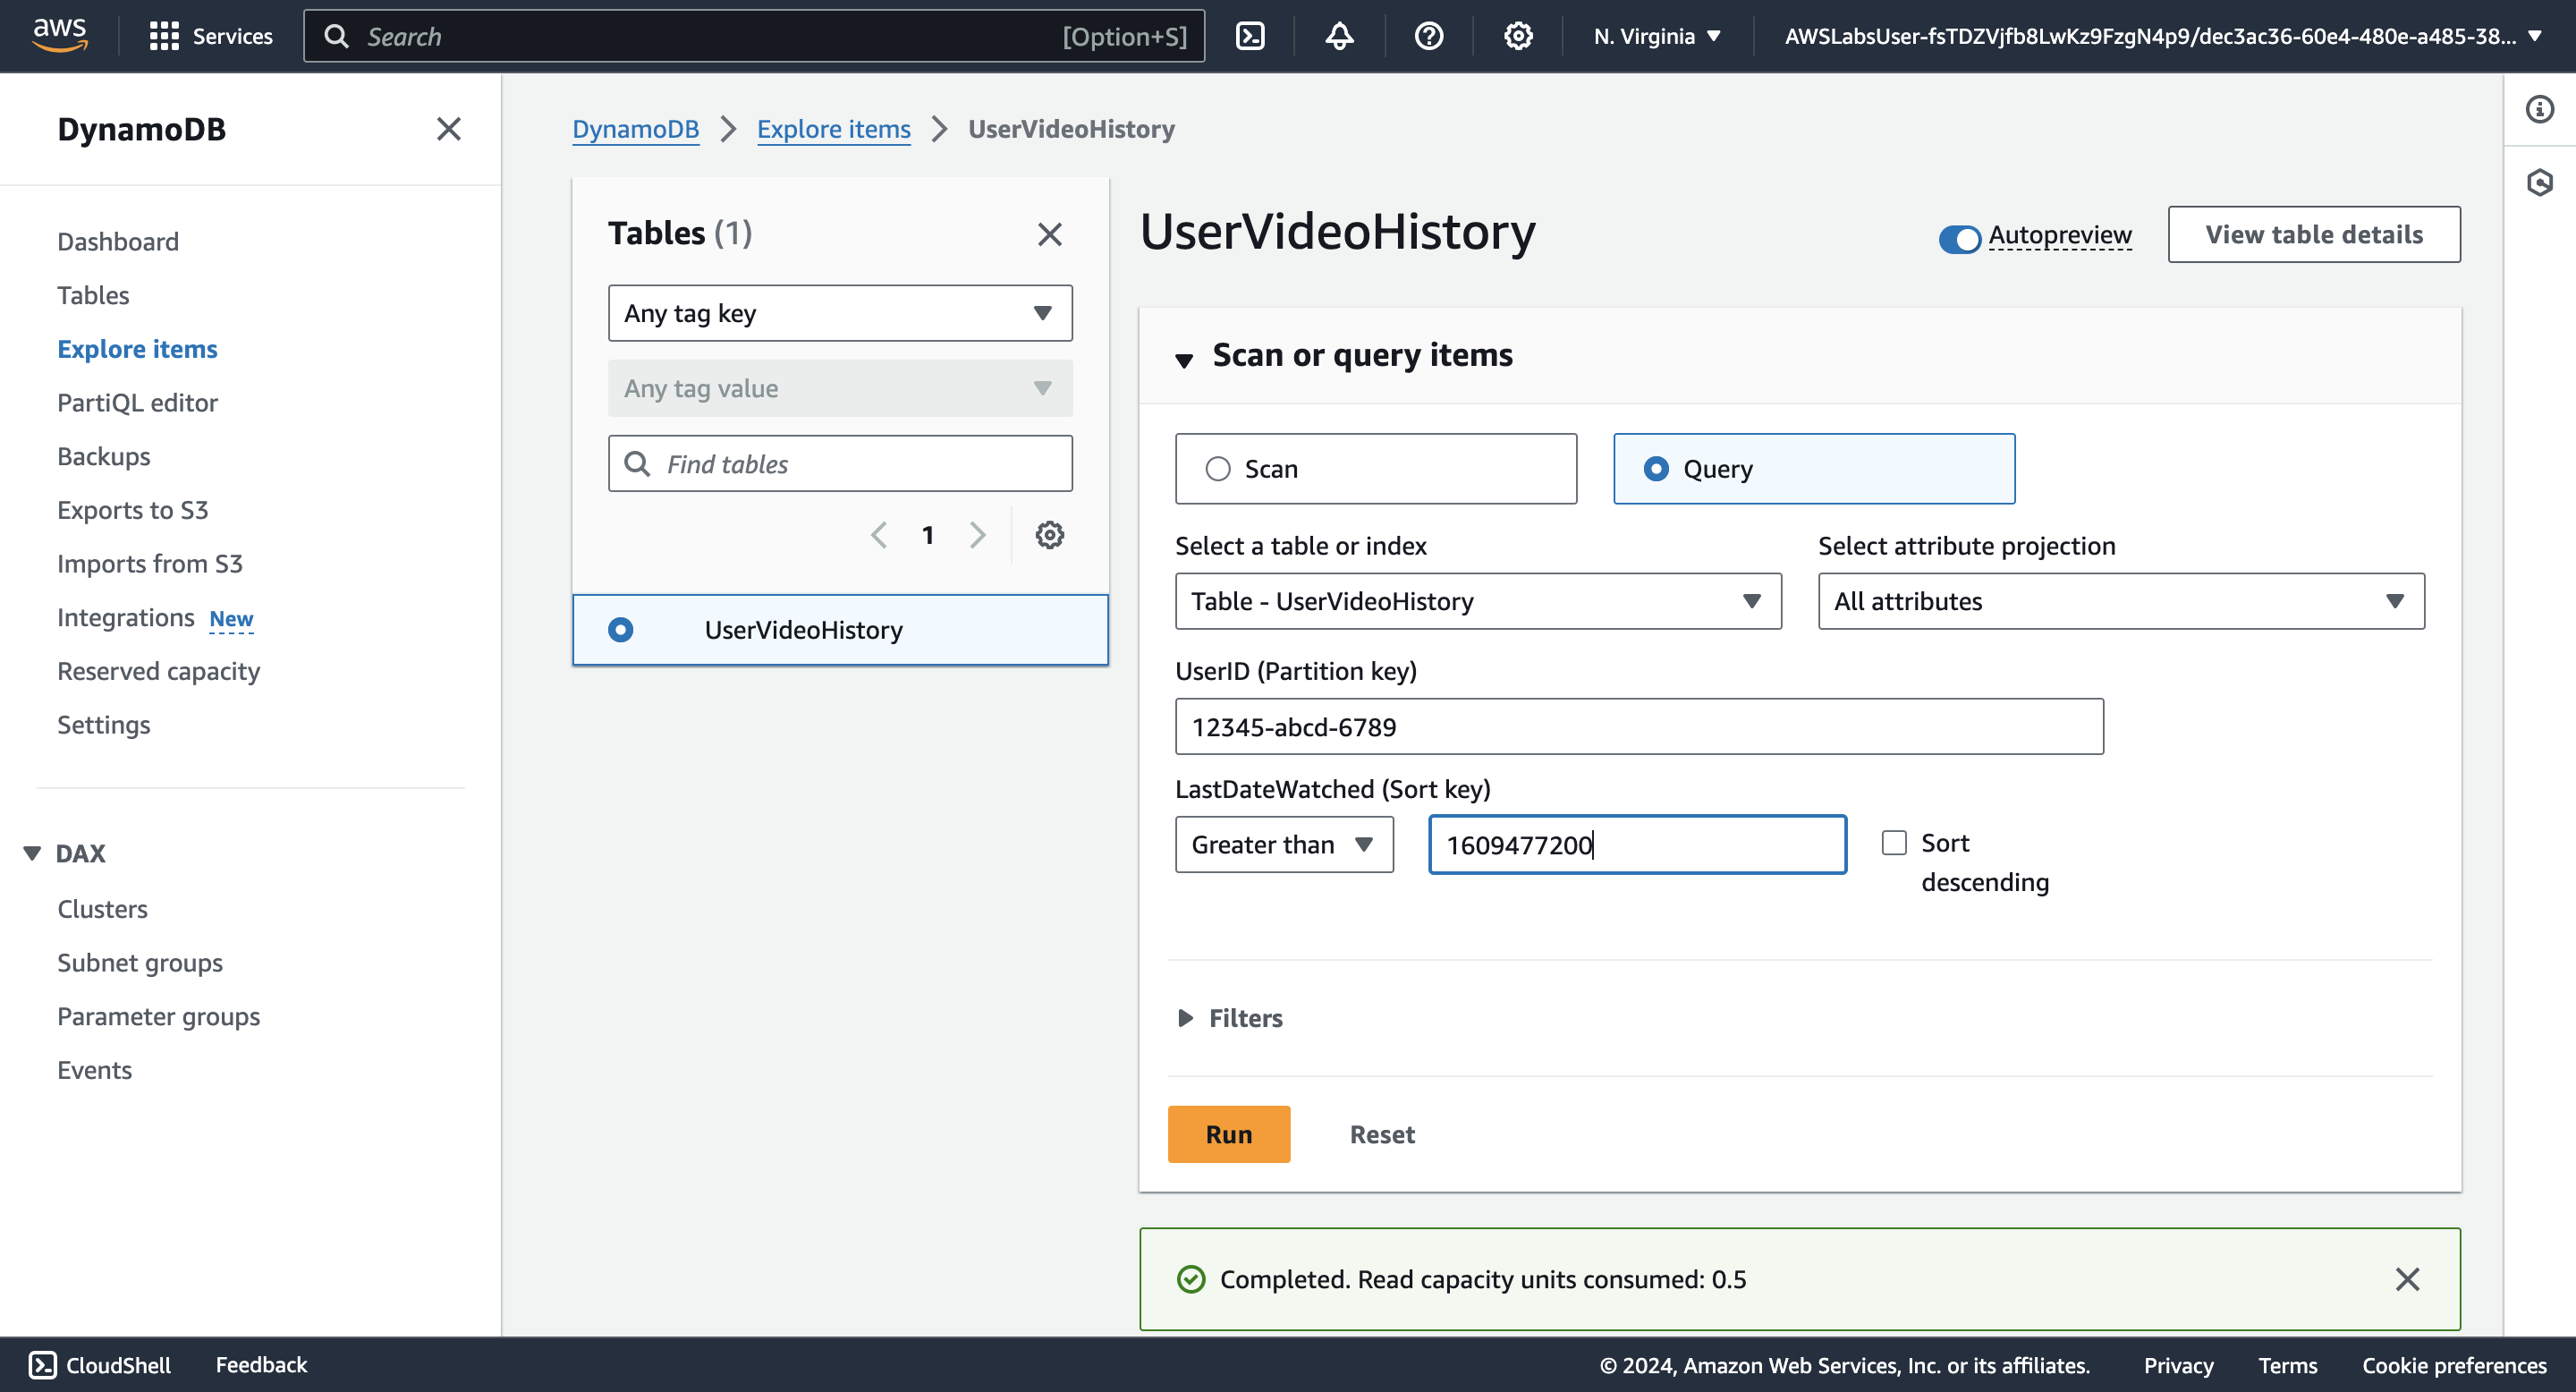 aws
Services
Search
[Option+S]
N. Virginia
AWSLabsUser-fsTDZVjfb8LwKz9FzgN4p9/dec3ac36-60e4-480e-a485-38...
DynamoDB
Dashboard
Tables
Explore items
PartiQL editor
Backups
Exports to S3
Imports from S3
Integrations New
Reserved capacity
Settings
DAX
Clusters
Subnet groups
Parameter groups
Events
DynamoDB
Explore items
UserVideoHistory
Tables (1)
Any tag key
Any tag value
Find tables
1
UserVideoHistory
UserVideoHistory
Autopreview
View table details
Scan or query items
Scan
Query
Select a table or index
Table - UserVideoHistory
Select attribute projection
All attributes
UserID (Partition key)
12345-abcd-6789
LastDateWatched (Sort key)
Greater than
1609477200
Sort
descending
Filters
Run
Reset
Completed. Read capacity units consumed: 0.5
CloudShell
Feedback
© 2024, Amazon Web Services, Inc. or its affiliates.
Privacy
Terms
Cookie preferences